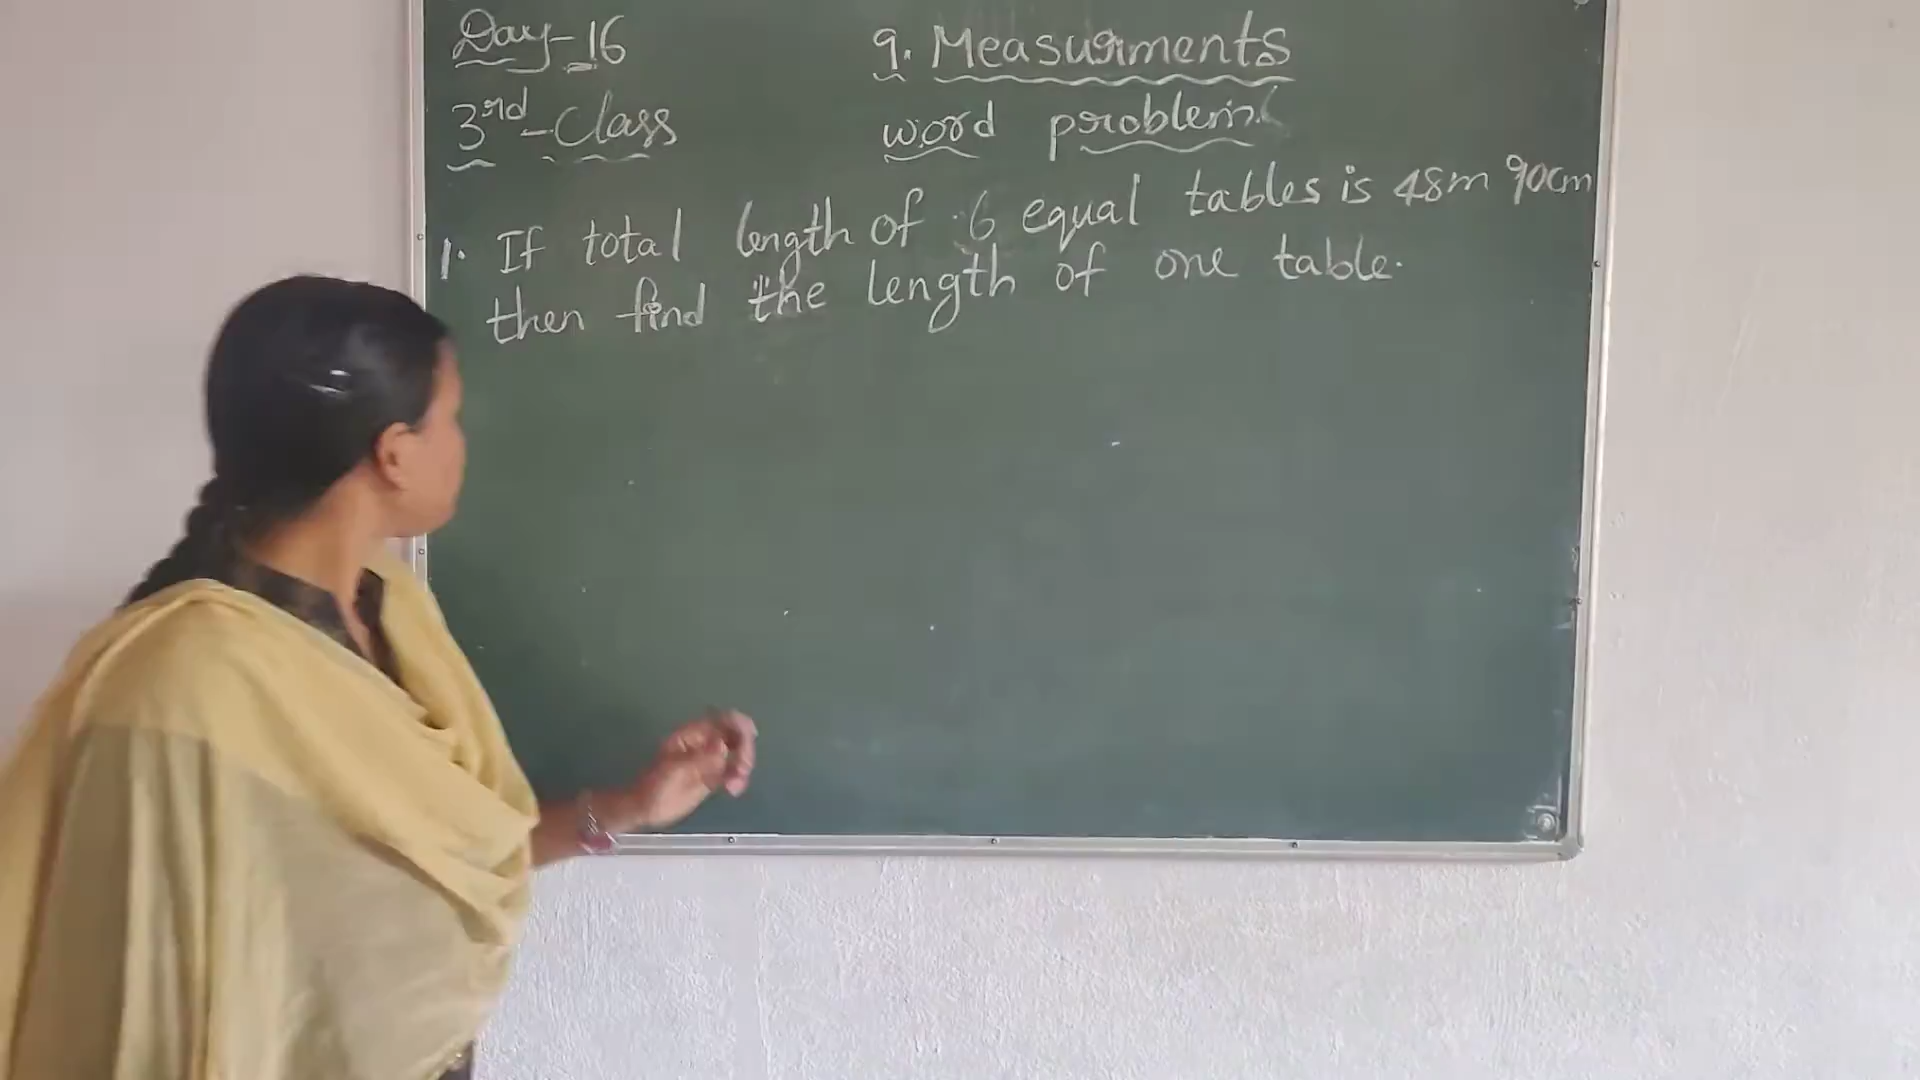 Day-16
9. Measurments
3rd-Class
word problem
1. If total length of 6 equal tables is 48m 90cm
then find the length of one table.